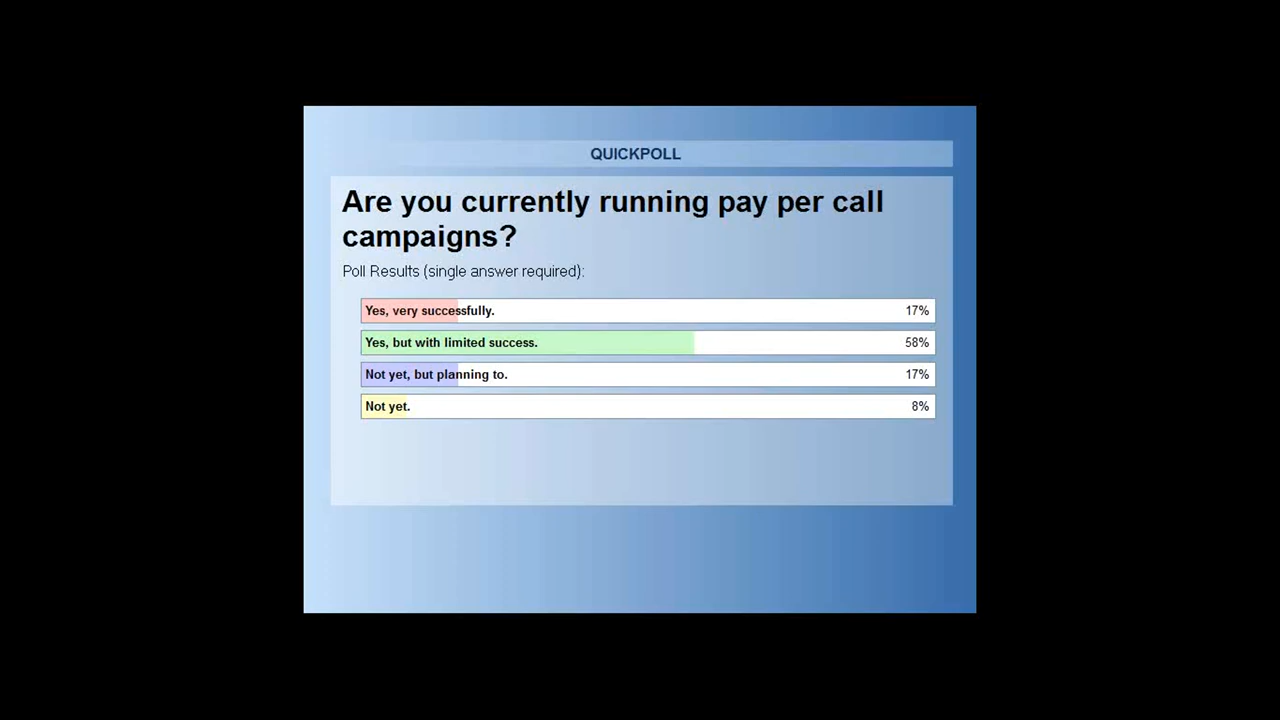 QUICKPOLL
Are you currently running pay per call
campaigns?
Poll Results (single answer required):
Yes, very successfully. 17%
Yes, but with limited success. 58%
Not yet, but planning to. 17%
Not yet. 8%